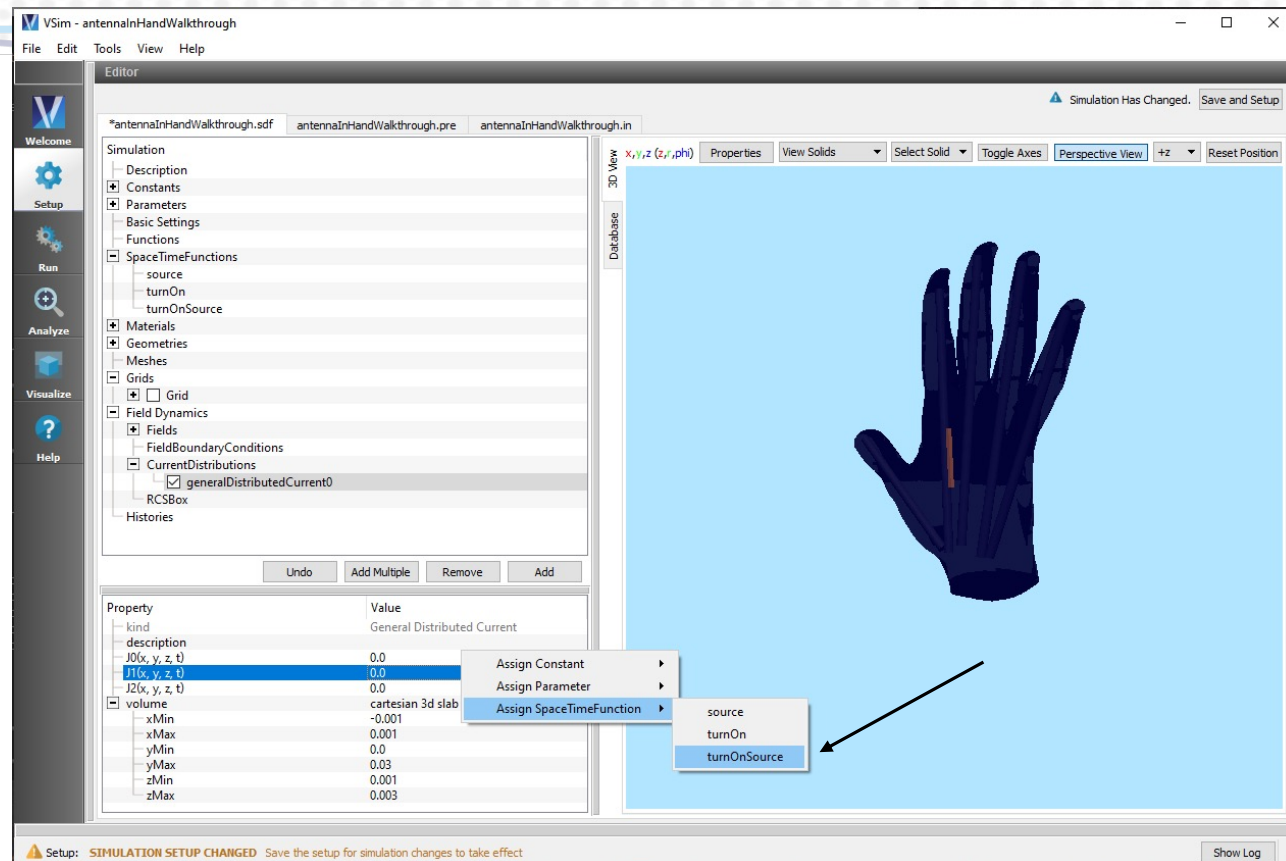 VSim - antennaInHandWalkthrough
File Edit Tools View Help
Editor
Simulation Has Changed. Save and Setup
*antennaInHandWalkthrough.sdf antennaInHandWalkthrough.pre antennaInHandWalkthrough.in
Welcome
Setup
Run
Analyze
Visualize
Help
Simulation
Description
Constants
Parameters
Basic Settings
Functions
SpaceTimeFunctions
source
turnOn
turnOnSource
Materials
Geometries
Meshes
Grids
Grid
Field Dynamics
Fields
FieldBoundaryConditions
CurrentDistributions
generalDistributedCurrent0
RCSBox
Histories
Undo Add Multiple Remove Add
Property Value
kind General Distributed Current
description
J0(x, y, z, t) 0.0
J1(x, y, z, t) 0.0
J2(x, y, z, t) 0.0
volume cartesian 3d slab
xMin -0.001
xMax 0.001
yMin 0.0
yMax 0.03
zMin 0.001
zMax 0.003
Assign Constant
Assign Parameter
Assign SpaceTimeFunction
source
turnOn
turnOnSource
3D View
Database
x,y,z (z,r,phi) Properties View Solids Select Solid Toggle Axes Perspective View +z Reset Position
Setup: SIMULATION SETUP CHANGED Save the setup for simulation changes to take effect
Show Log